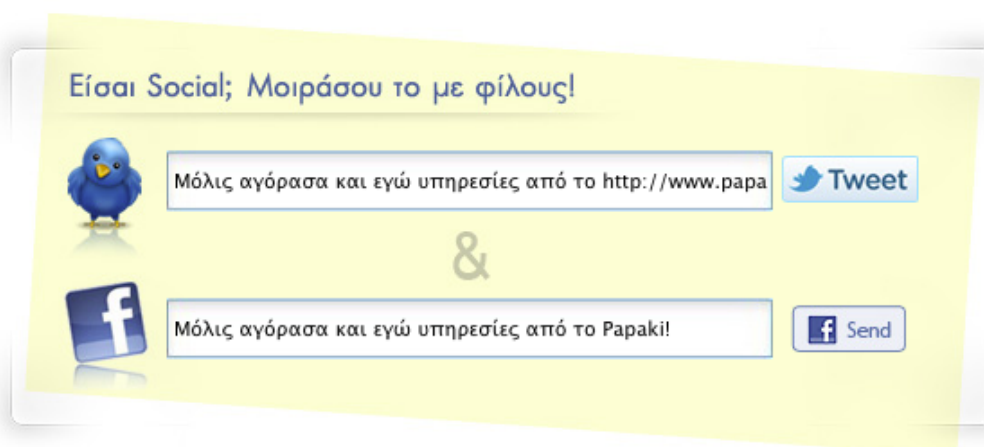 Είσαι Social; Μοιράσου το με φίλους!
Μόλις αγόρασα και εγώ υπηρεσίες από το http://www.papa
Tweet
&
f
Μόλις αγόρασα και εγώ υπηρεσίες από το Papaki!
f Send